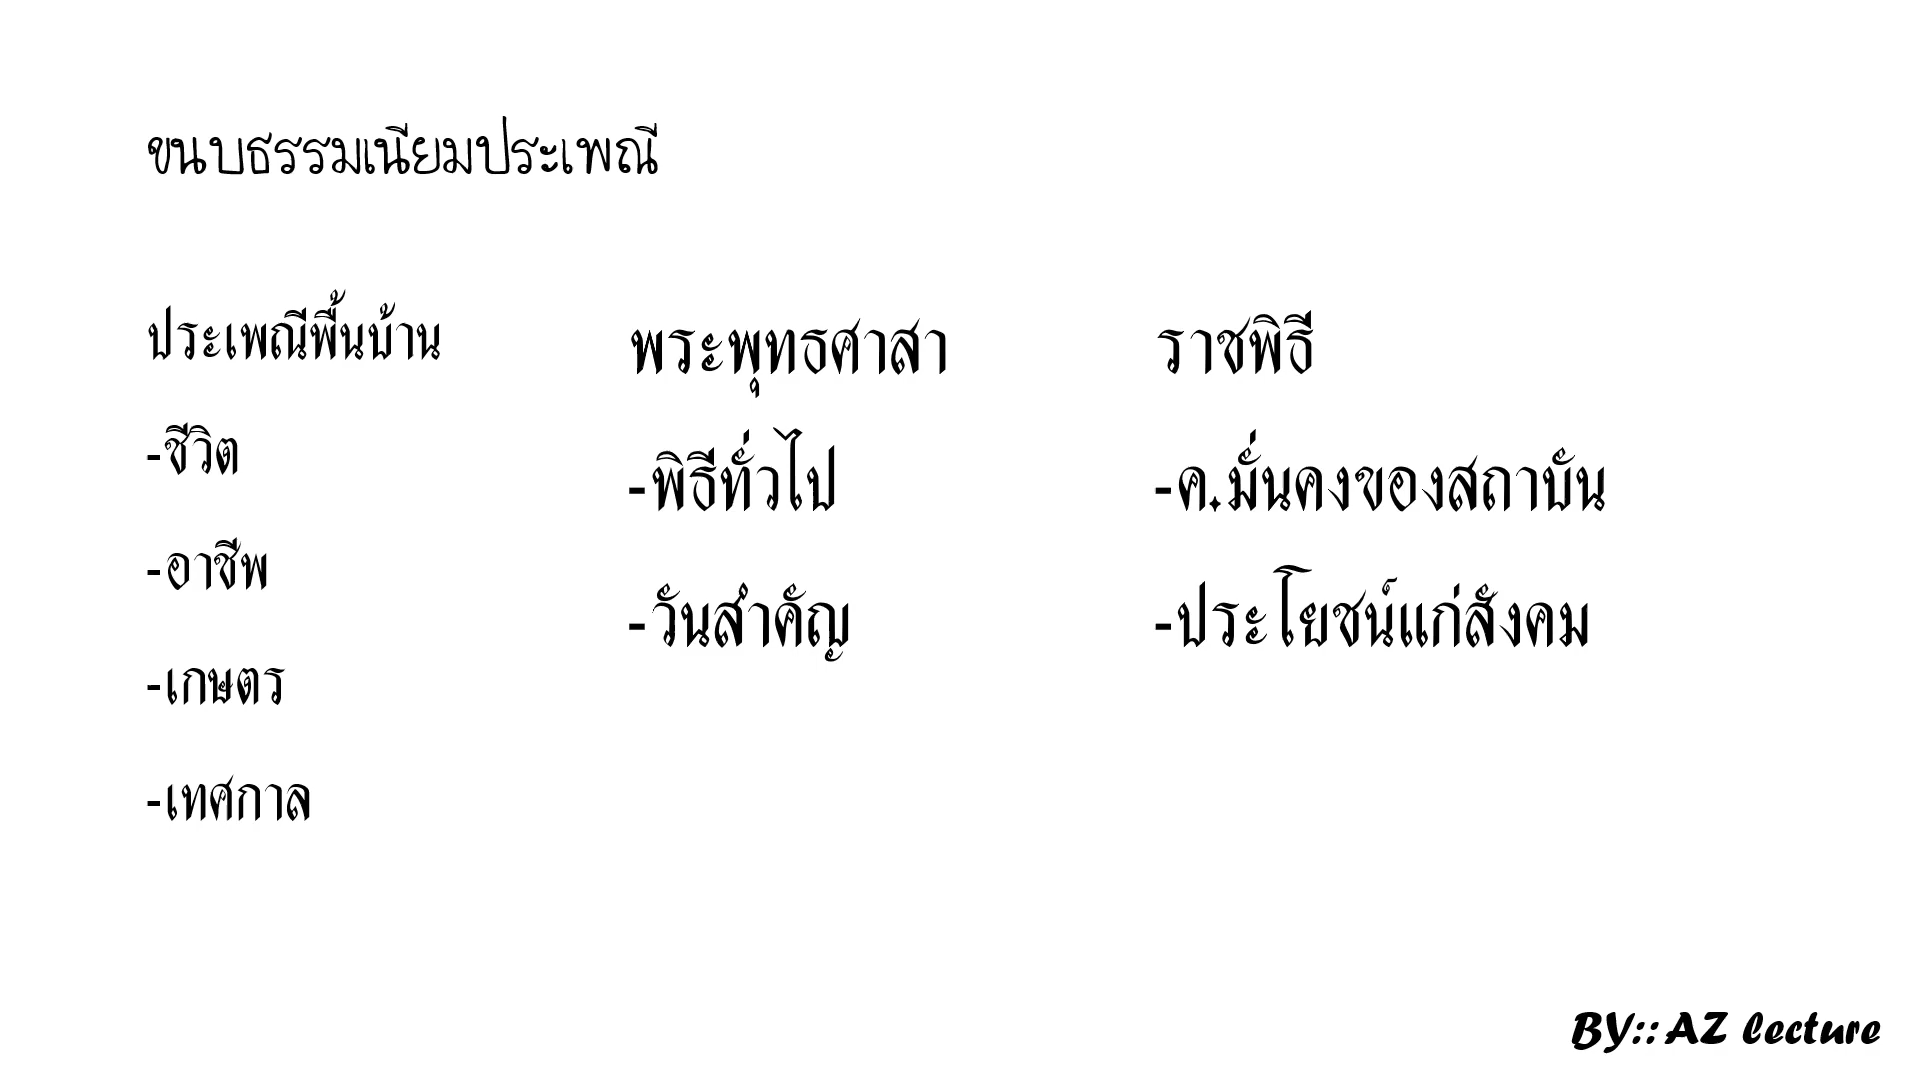 ขนบธรรมเนียมประเพณี
ประเพณีพื้นบ้าน
-ชีวิต
-อาชีพ
-เกษตร
-เทศกาล
พระพุทธศาสา
-พิธีทั่วไป
-วันสำคัญ
ราชพิธี
-ค.มั่นคงของสถาบัน
-ประโยชน์แก่สังคม
BY:: AZ lecture